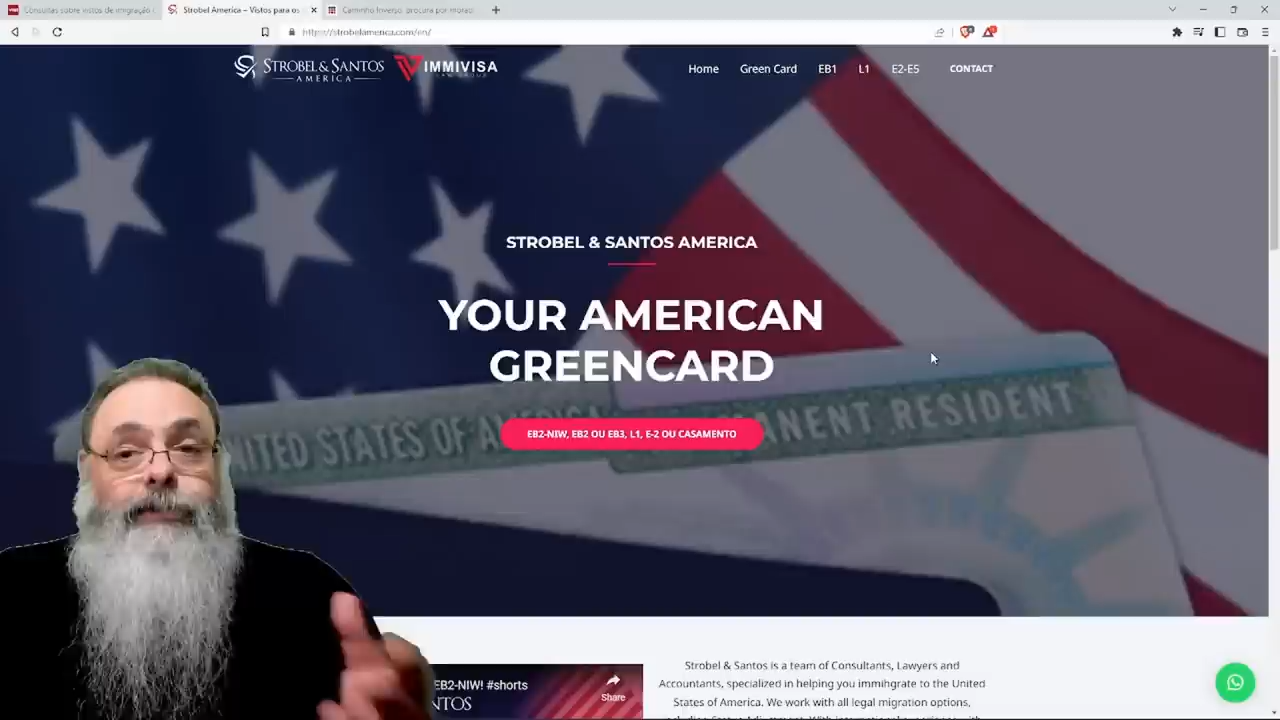 Consultas sobre vistos de imigração
Strobel America – Vistos para os
Caminho Inverso: procura por morad
https://strobelamerica.com/en/
STROBEL & SANTOS
AMERICA
IMMIVISA
LAW GROUP
Home
Green Card
EB1
L1
E2-E5
CONTACT
STROBEL & SANTOS AMERICA
YOUR AMERICAN
GREENCARD
EB2-NIW, EB2 OU EB3, L1, E-2 OU CASAMENTO
UNITED STATES OF AMERICA
PERMANENT RESIDENT
EB2-NIW! #shorts
NTOS
Share
Strobel & Santos is a team of Consultants, Lawyers and
Accountants, specialized in helping you immihgrate to the United
States of America. We work with all legal migration options,